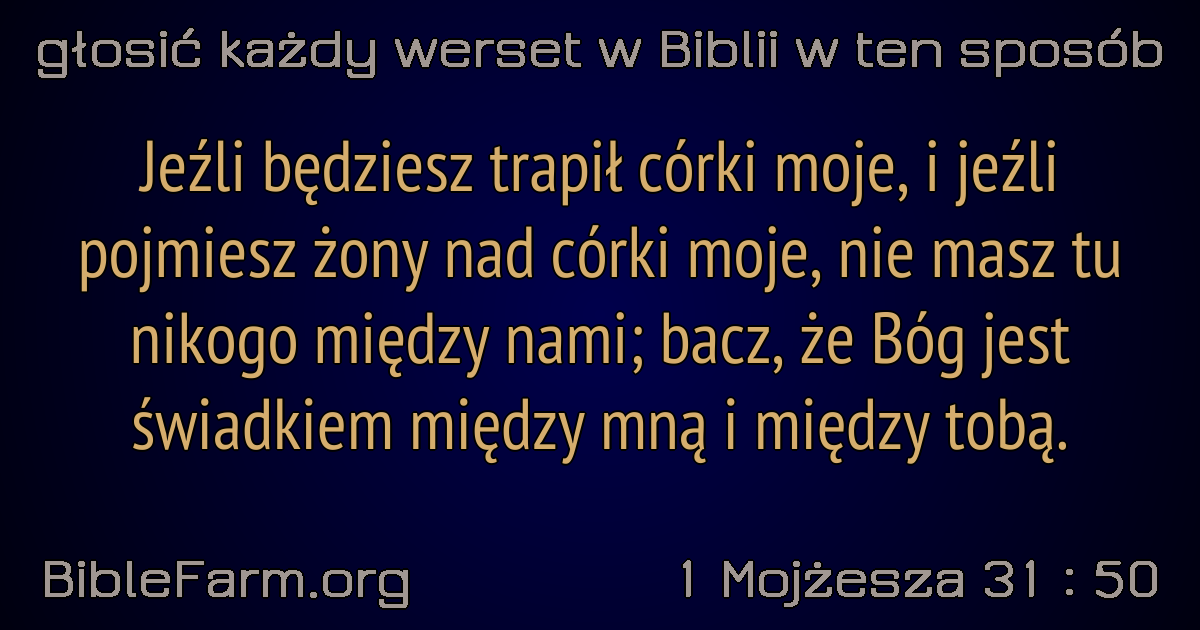 głosić każdy werset w Biblii w ten sposób
Jeźli będziesz trapił córki moje, i jeźli
pojmiesz żony nad córki moje, nie masz tu
nikogo między nami; bacz, że Bóg jest
świadkiem między mną i między tobą.
BibleFarm.org
1 Mojżesza 31 : 50